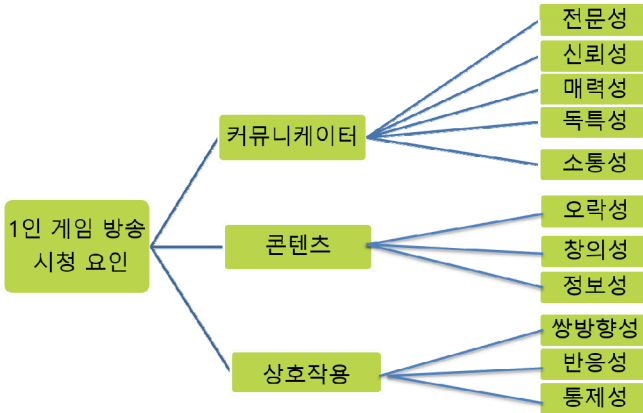 1인 게임 방송
시청 요인
커뮤니케이터
전문성
신뢰성
매력성
독특성
소통성
콘텐츠
오락성
창의성
정보성
상호작용
쌍방향성
반응성
통제성